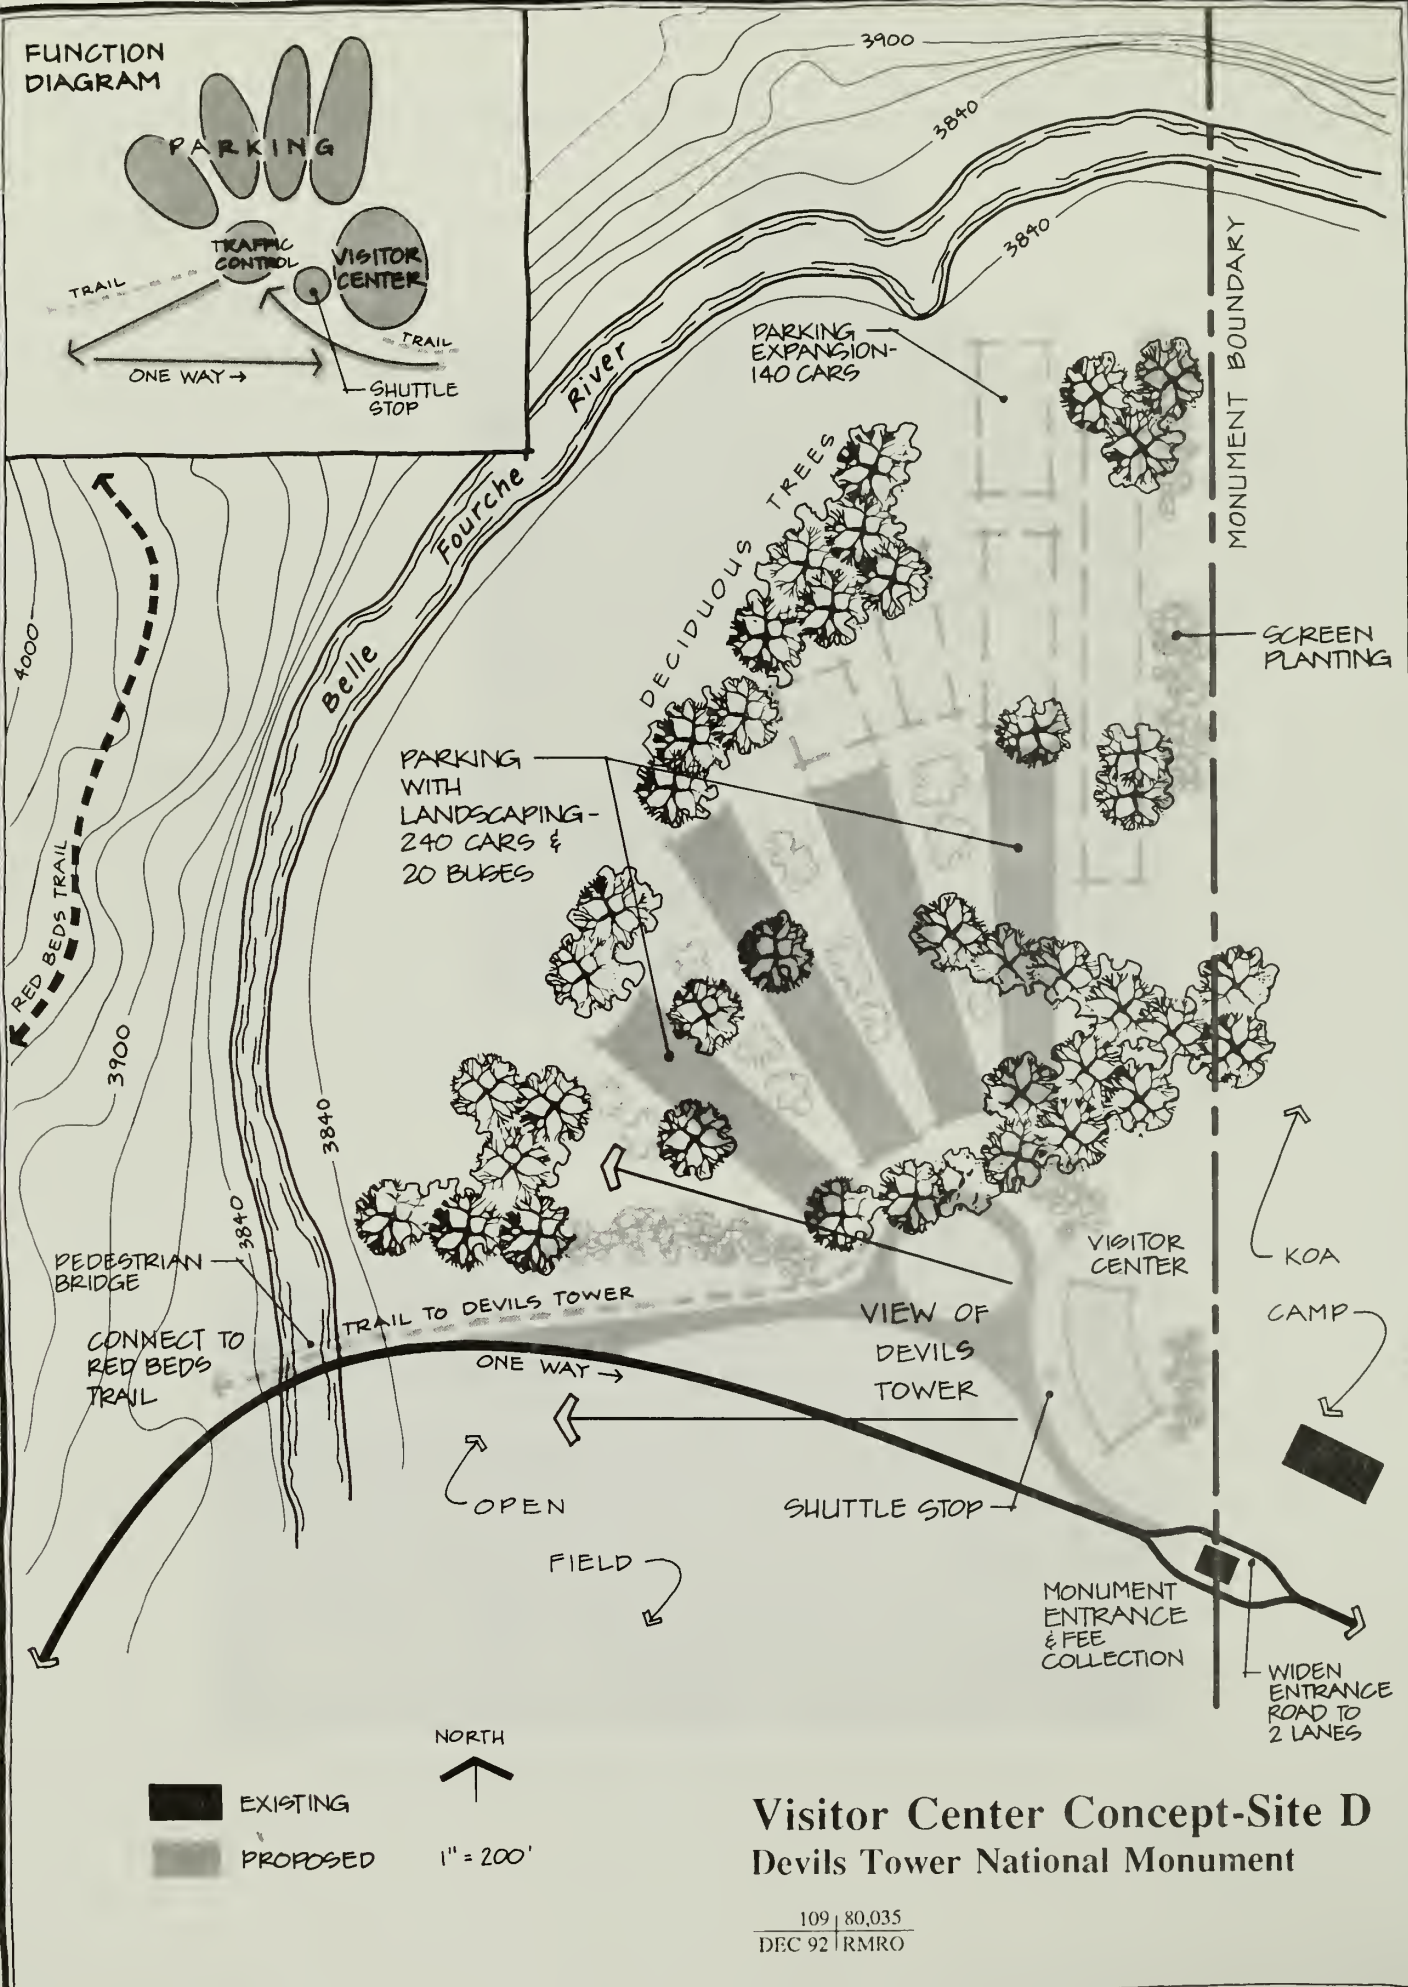 FUNCTION
DIAGRAM
PARKING
TRAFFIC
CONTROL
VISITOR
CENTER
TRAIL
TRAIL
ONE WAY →
SHUTTLE
STOP
3900
3840
3840
MONUMENT BOUNDARY
PARKING
EXPANSION-
140 CARS
River
Fourche
Belle
DECIDUOUS TREES
4000
SCREEN
PLANTING
PARKING
WITH
LANDSCAPING-
240 CARS &
20 BUSES
RED BEDS TRAIL
3900
3840
3840
PEDESTRIAN
BRIDGE
CONNECT TO
RED BEDS
TRAIL
TRAIL TO DEVILS TOWER
ONE WAY →
VISITOR
CENTER
KOA
CAMP
VIEW OF
DEVILS
TOWER
OPEN
FIELD
SHUTTLE STOP
MONUMENT
ENTRANCE
& FEE
COLLECTION
WIDEN
ENTRANCE
ROAD TO
2 LANES
NORTH
EXISTING
PROPOSED
1" = 200'
Visitor Center Concept-Site D
Devils Tower National Monument
109 | 80,035
DEC 92 | RMRO